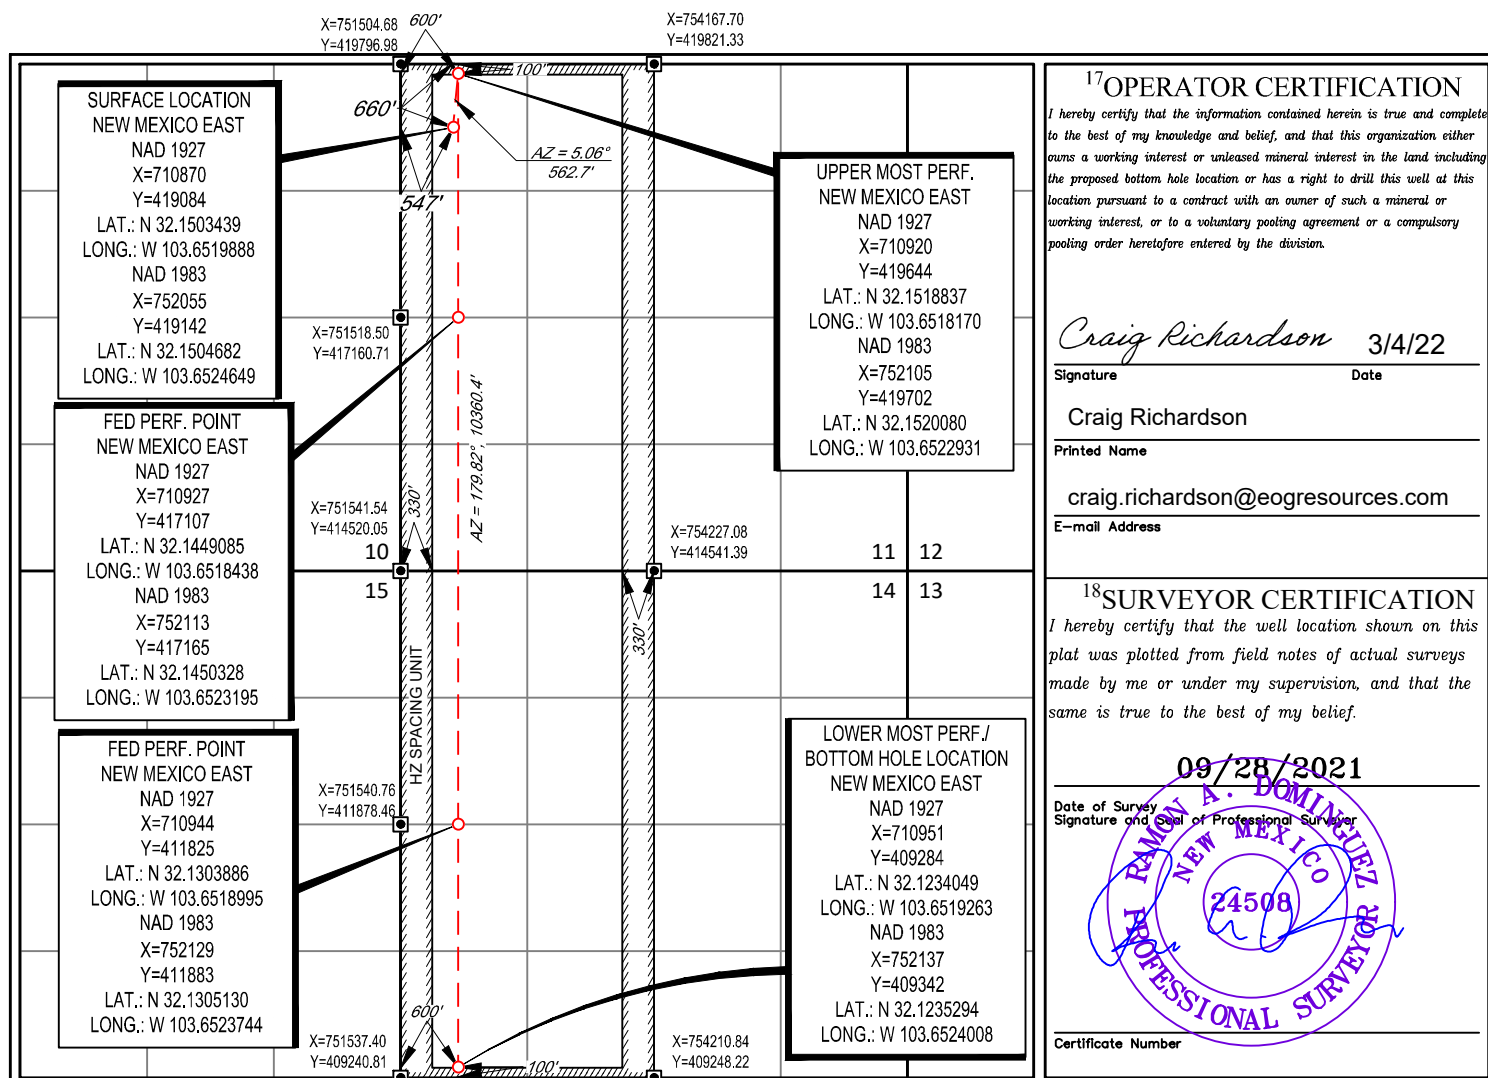 X=751504.68
Y=419796.98
600'
X=754167.70
Y=419821.33
100'
660'
AZ = 5.06°
562.7'
547'
SURFACE LOCATION
NEW MEXICO EAST
NAD 1927
X=710870
Y=419084
LAT.: N 32.1503439
LONG.: W 103.6519888
NAD 1983
X=752055
Y=419142
LAT.: N 32.1504682
LONG.: W 103.6524649
UPPER MOST PERF.
NEW MEXICO EAST
NAD 1927
X=710920
Y=419644
LAT.: N 32.1518837
LONG.: W 103.6518170
NAD 1983
X=752105
Y=419702
LAT.: N 32.1520080
LONG.: W 103.6522931
X=751518.50
Y=417160.71
FED PERF. POINT
NEW MEXICO EAST
NAD 1927
X=710927
Y=417107
LAT.: N 32.1449085
LONG.: W 103.6518438
NAD 1983
X=752113
Y=417165
LAT.: N 32.1450328
LONG.: W 103.6523195
AZ = 179.82°, 10360.4'
X=751541.54
Y=414520.05
330'
X=754227.08
Y=414541.39
10
11
12
15
14
13
330'
HZ SPACING UNIT
FED PERF. POINT
NEW MEXICO EAST
NAD 1927
X=710944
Y=411825
LAT.: N 32.1303886
LONG.: W 103.6518995
NAD 1983
X=752129
Y=411883
LAT.: N 32.1305130
LONG.: W 103.6523744
X=751540.76
Y=411878.46
LOWER MOST PERF./
BOTTOM HOLE LOCATION
NEW MEXICO EAST
NAD 1927
X=710951
Y=409284
LAT.: N 32.1234049
LONG.: W 103.6519263
NAD 1983
X=752137
Y=409342
LAT.: N 32.1235294
LONG.: W 103.6524008
600'
X=751537.40
Y=409240.81
100'
X=754210.84
Y=409248.22
17OPERATOR CERTIFICATION
I hereby certify that the information contained herein is true and complete
to the best of my knowledge and belief, and that this organization either
owns a working interest or unleased mineral interest in the land including
the proposed bottom hole location or has a right to drill this well at this
location pursuant to a contract with an owner of such a mineral or
working interest, or to a voluntary pooling agreement or a compulsory
pooling order heretofore entered by the division.
Craig Richardson 3/4/22
Signature Date
Craig Richardson
Printed Name
craig.richardson@eogresources.com
E-mail Address
18SURVEYOR CERTIFICATION
I hereby certify that the well location shown on this
plat was plotted from field notes of actual surveys
made by me or under my supervision, and that the
same is true to the best of my belief.
09/28/2021
Date of Survey
Signature and Seal of Professional Surveyor
RAMON A. DOMINGUEZ
NEW MEXICO
24508
PROFESSIONAL SURVEYOR
Certificate Number